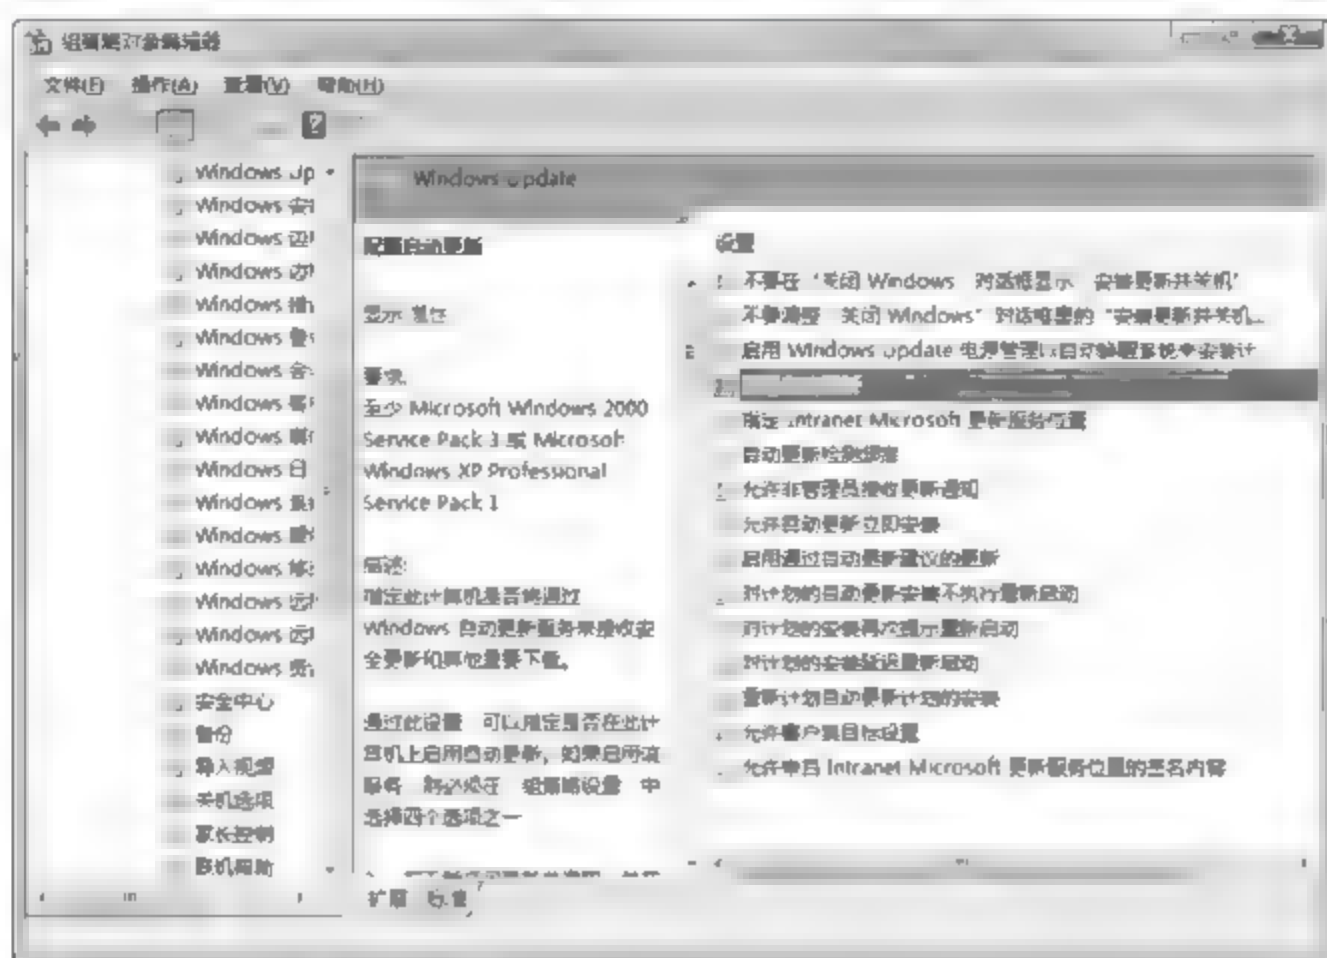 组策略对象编辑器
文件(F) 操作(A) 查看(V) 帮助(H)
Windows Up
Windows 安
Windows 边
Windows 边
Windows
Windows
Windows 会
Windows 客
Windows
Windows 日
Windows
Windows
Windows 移
Windows 远
Windows 远
Windows 资
安全中心
备份
导入视频
关机选项
家长控制
联机帮助
Windows Update
配置自动更新
显示 属性
要求:
至少 Microsoft Windows 2000
Service Pack 3 或 Microsoft
Windows XP Professional
Service Pack 1
描述:
指定此计算机是否将通过
Windows 自动更新服务来接收安
全更新和其他重要下载。
通过此设置 可以指定是否在此计
算机上启用自动更新，如果启用该
服务 则必须在 组策略设置 中
选择四个选项之一
扩展 标准
设置
不要在 “关闭 Windows 对话框显示 安装更新并关机”
不要调整 关闭 Windows” 对话框里的 “安装更新并关机...
启用 Windows Update 电源管理以自动唤醒系统来安装计
指定 Intranet Microsoft 更新服务位置
自动更新检测频率
允许非管理员接收更新通知
允许自动更新立即安装
启用通过自动更新建议的更新
对计划的自动更新安装不执行重新启动
对计划的安装再次提示重新启动
对计划的安装延迟重新启动
重新计划自动更新计划的安装
允许客户端目标设置
允许来自 Intranet Microsoft 更新服务位置的签名内容